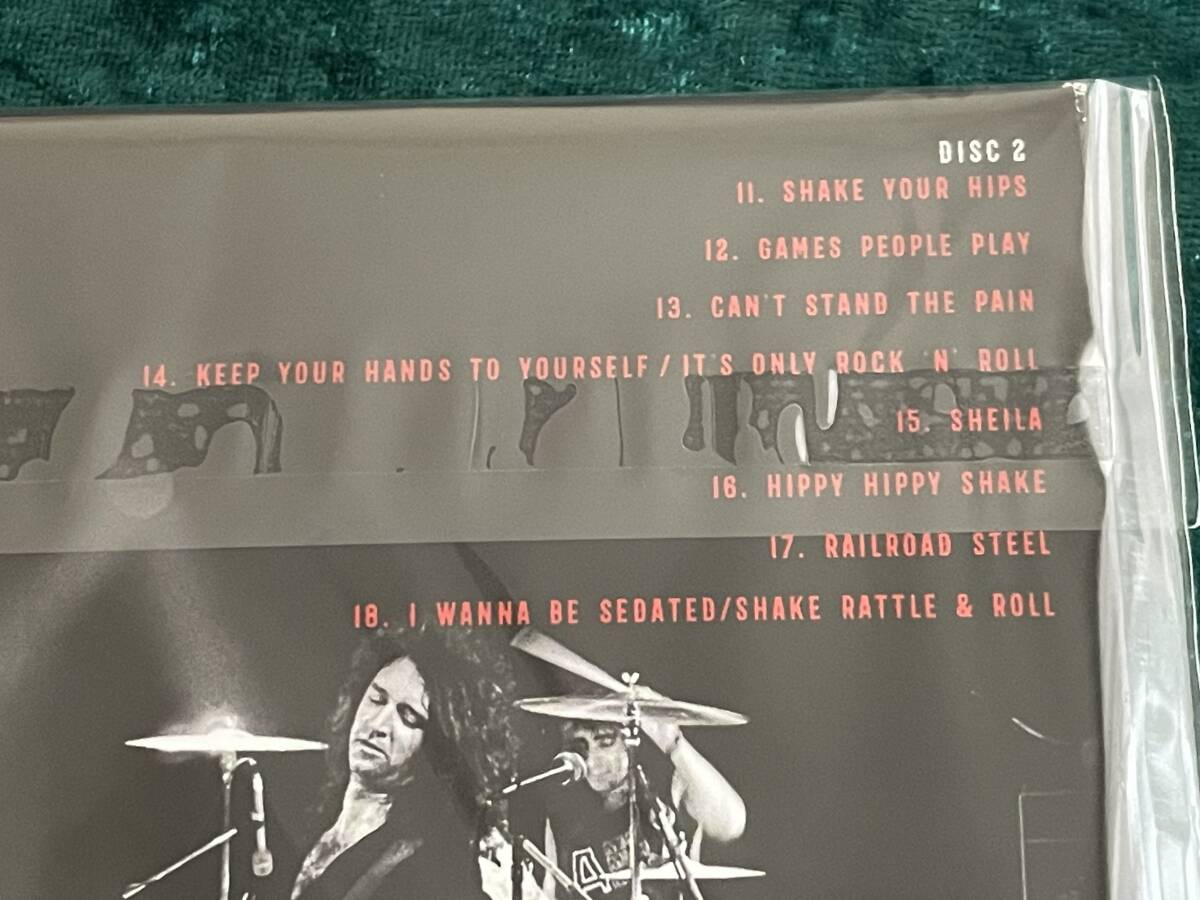 DISC 2
11. SHAKE YOUR HIPS
12. GAMES PEOPLE PLAY
13. CAN'T STAND THE PAIN
14. KEEP YOUR HANDS TO YOURSELF / IT'S ONLY ROCK 'N' ROLL
15. SHEILA
16. HIPPY HIPPY SHAKE
17. RAILROAD STEEL
18. I WANNA BE SEDATED/SHAKE RATTLE & ROLL